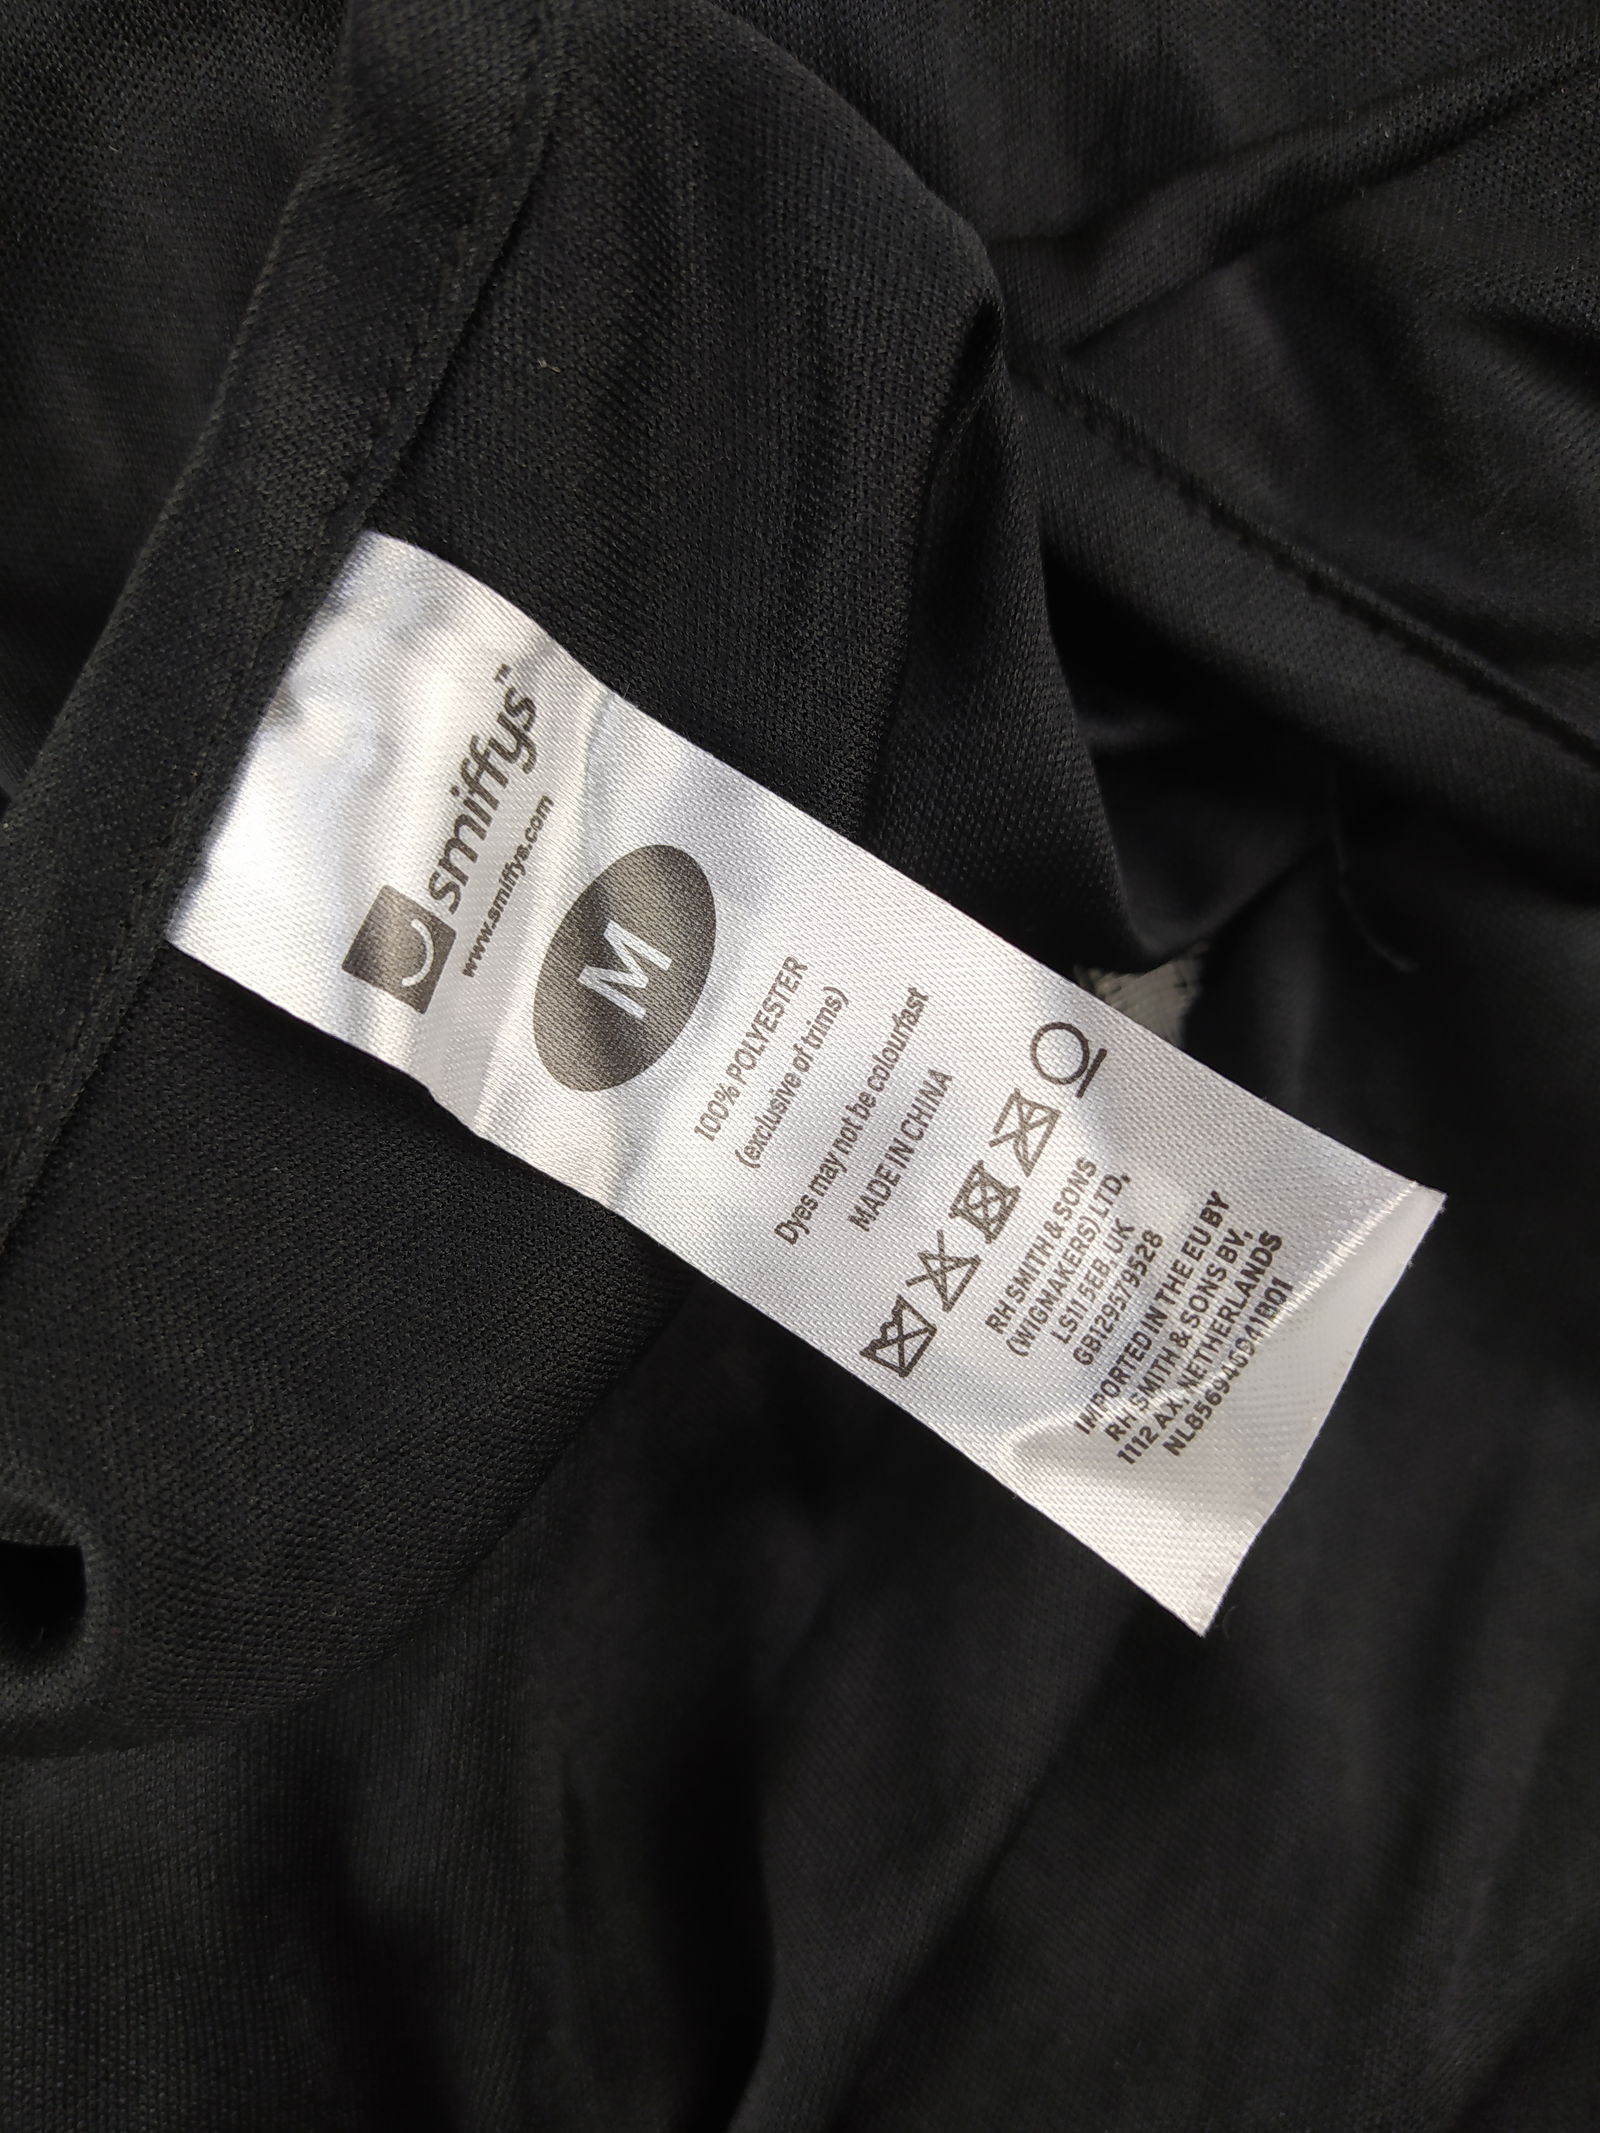 smiffys™
www.smiffys.com
M
100% POLYESTER
(exclusive of trims)
Dyes may not be colourfast
MADE IN CHINA
RH SMITH & SONS
(WIGMAKERS) LTD,
LS11 5EB, UK
GB129579528
IMPORTED IN THE EU BY
RH SMITH & SONS BV,
1112 AX, NETHERLANDS
NL856946941B01